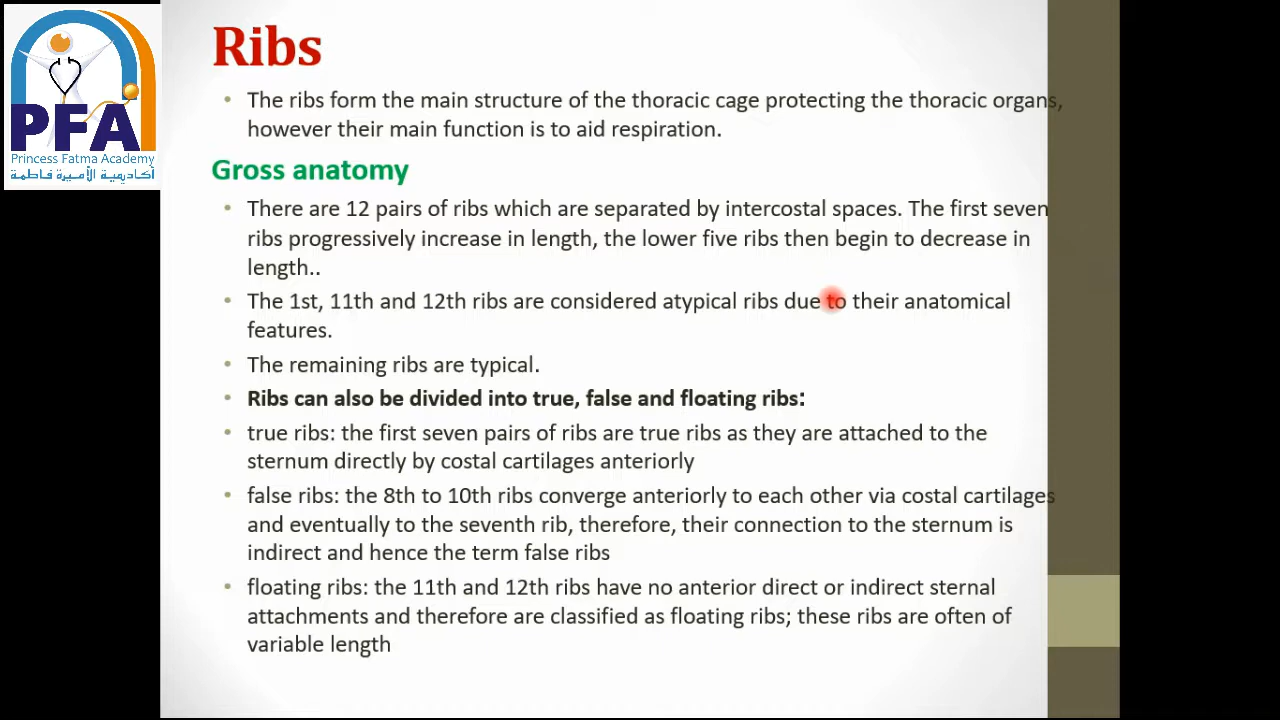 PFA
Princess Fatma Academy
أكاديمية الأميرة فاطمة
Ribs
• The ribs form the main structure of the thoracic cage protecting the thoracic organs,
however their main function is to aid respiration.
Gross anatomy
• There are 12 pairs of ribs which are separated by intercostal spaces. The first seven
ribs progressively increase in length, the lower five ribs then begin to decrease in
length..
• The 1st, 11th and 12th ribs are considered atypical ribs due to their anatomical
features.
• The remaining ribs are typical.
• Ribs can also be divided into true, false and floating ribs:
• true ribs: the first seven pairs of ribs are true ribs as they are attached to the
sternum directly by costal cartilages anteriorly
• false ribs: the 8th to 10th ribs converge anteriorly to each other via costal cartilages
and eventually to the seventh rib, therefore, their connection to the sternum is
indirect and hence the term false ribs
• floating ribs: the 11th and 12th ribs have no anterior direct or indirect sternal
attachments and therefore are classified as floating ribs; these ribs are often of
variable length